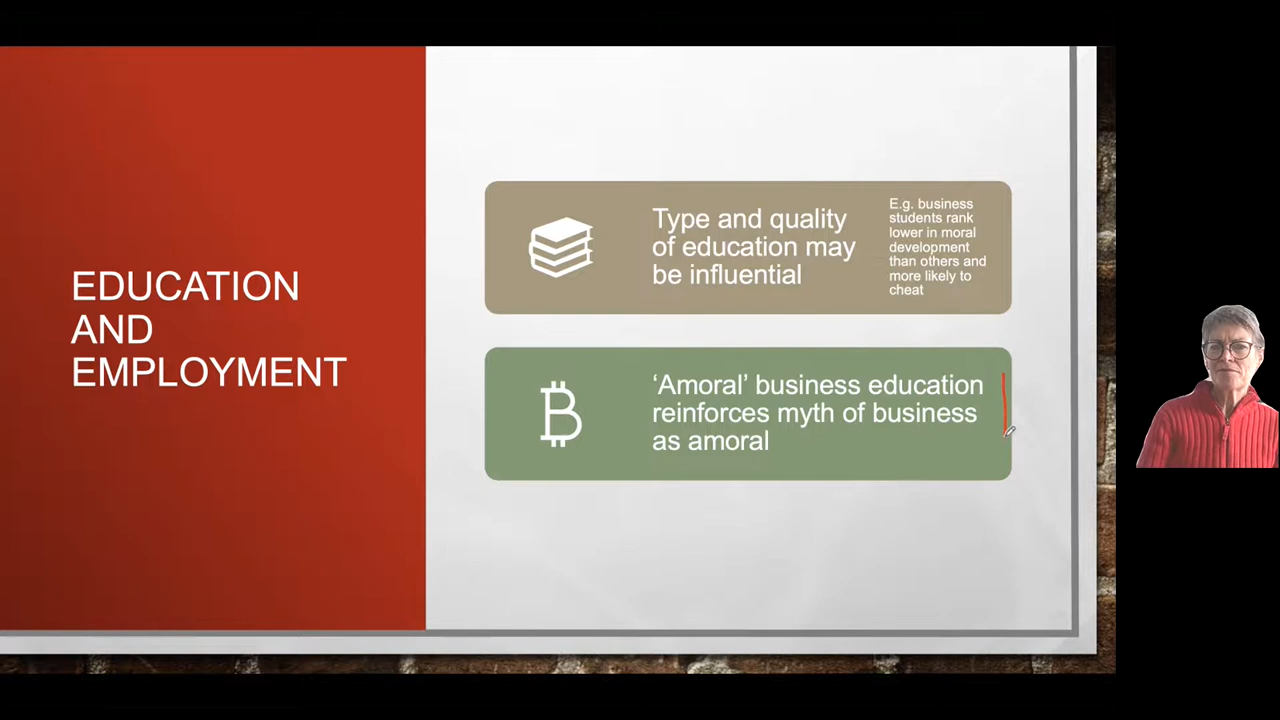 EDUCATION
AND
EMPLOYMENT
Type and quality
of education may
be influential
E.g. business
students rank
lower in moral
development
than others and
more likely to
cheat
‘Amoral’ business education
reinforces myth of business
as amoral